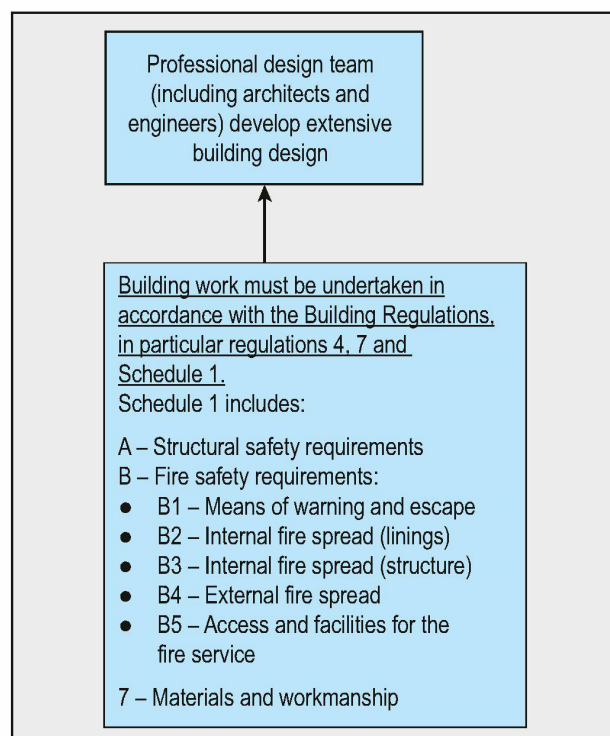 Professional design team
(including architects and
engineers) develop extensive
building design
Building work must be undertaken in
accordance with the Building Regulations,
in particular regulations 4, 7 and
Schedule 1.
Schedule 1 includes:
A – Structural safety requirements
B – Fire safety requirements:
● B1 – Means of warning and escape
● B2 – Internal fire spread (linings)
● B3 – Internal fire spread (structure)
● B4 – External fire spread
● B5 – Access and facilities for the
fire service
7 – Materials and workmanship